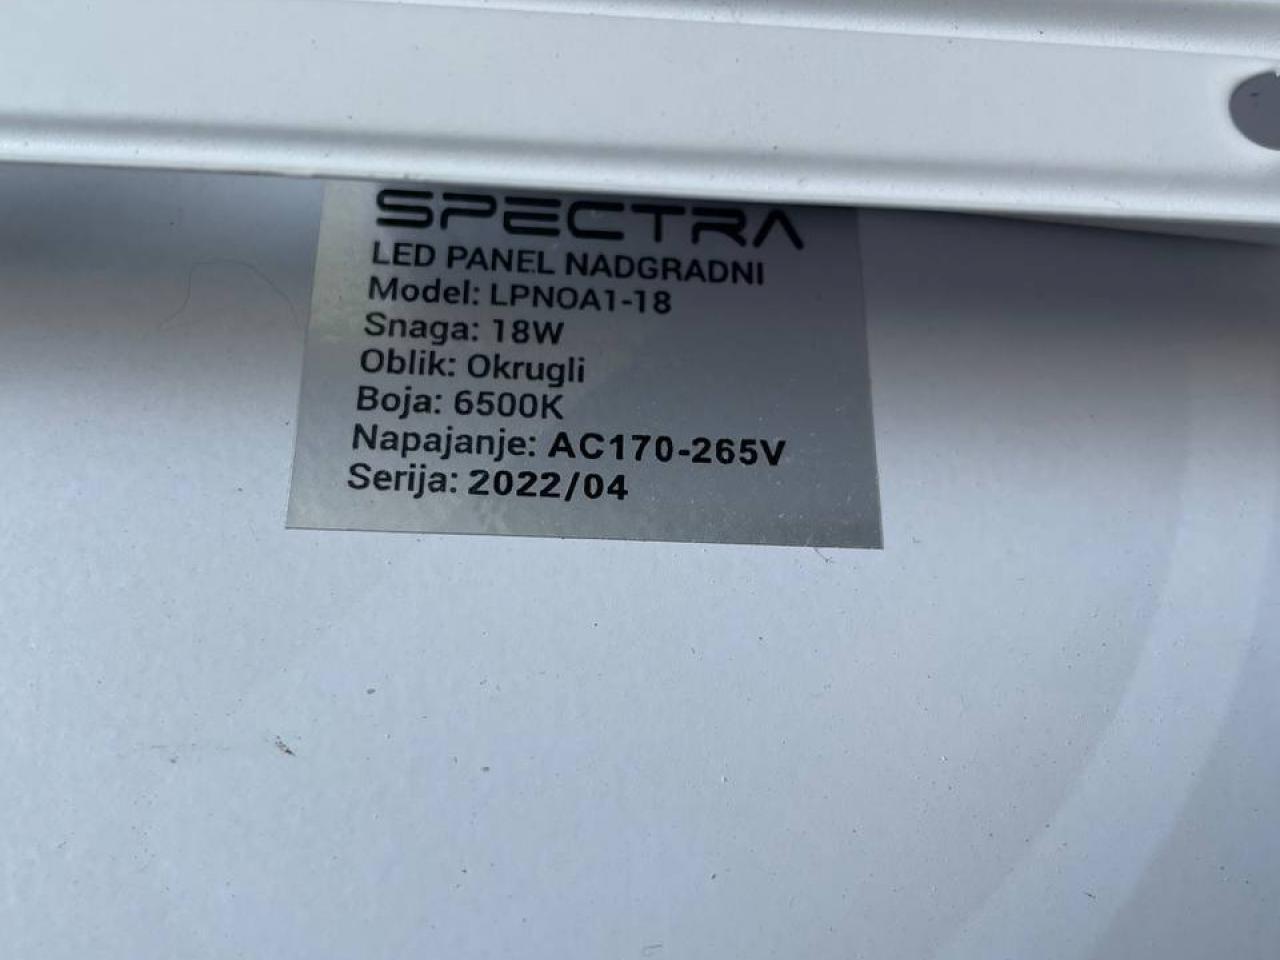 SPECTRA
LED PANEL NADGRADNI
Model: LPNOA1-18
Snaga: 18W
Oblik: Okrugli
Boja: 6500K
Napajanje: AC170-265V
Serija: 2022/04